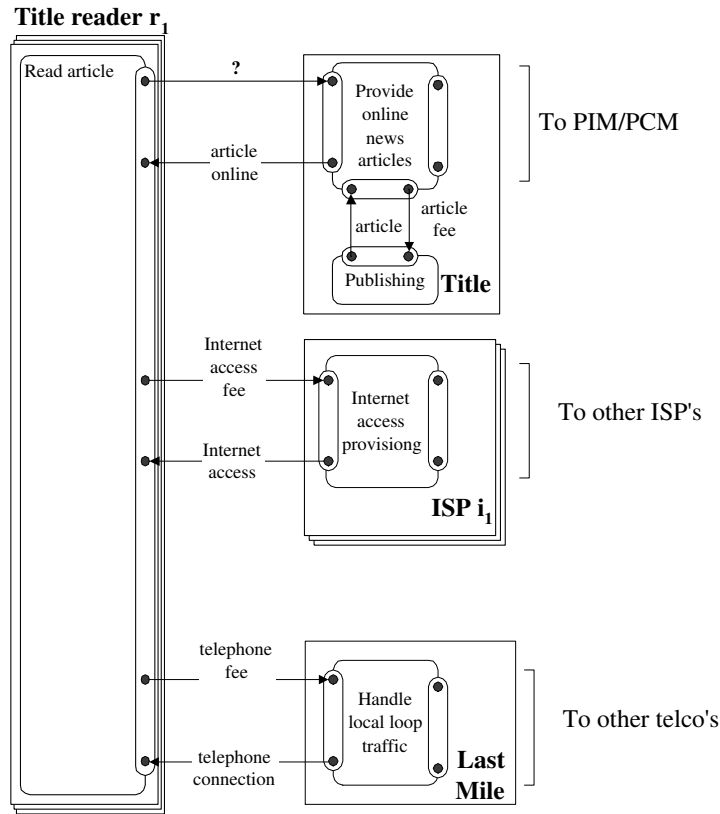 Title reader r1
Read article
?
Provide
online
news
articles
To PIM/PCM
article
online
article
fee
article
Publishing
Title
Internet
access
fee
Internet
access
provisiong
To other ISP's
Internet
access
ISP i1
telephone
fee
Handle
local loop
traffic
To other telco's
telephone
connection
Last
Mile